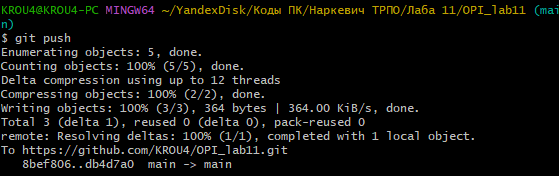 KROU4@KROU4-PC MINGW64 ~/YandexDisk/Коды ПК/Наркевич ТРПО/Лаба 11/OPI_lab11 (mai
n)
$ git push
Enumerating objects: 5, done.
Counting objects: 100% (5/5), done.
Delta compression using up to 12 threads
Compressing objects: 100% (2/2), done.
Writing objects: 100% (3/3), 364 bytes | 364.00 KiB/s, done.
Total 3 (delta 1), reused 0 (delta 0), pack-reused 0
remote: Resolving deltas: 100% (1/1), completed with 1 local object.
To https://github.com/KROU4/OPI_lab11.git
   8bef806..db4d7a0  main -> main